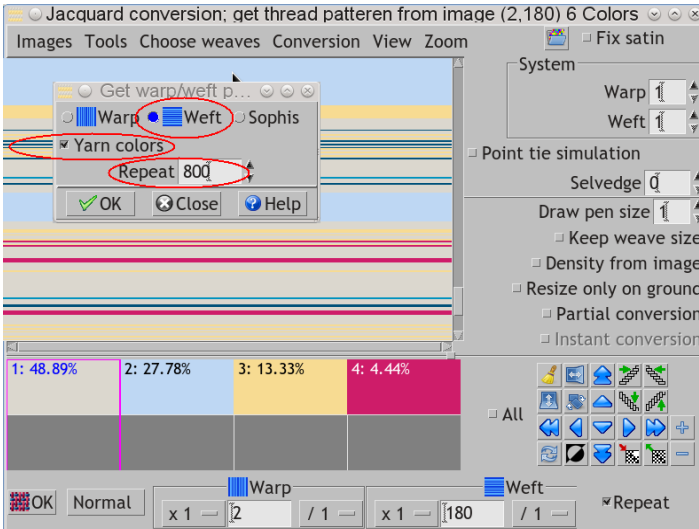 Jacquard conversion; get thread patteren from image (2,180) 6 Colors
Images Tools Choose weaves Conversion View Zoom
Fix satin
System
Warp 1
Weft 1
Point tie simulation
Selvedge 0
Draw pen size 1
Keep weave size
Density from image
Resize only on ground
Partial conversion
Instant conversion
Get warp/weft p...
Warp Weft Sophis
Yarn colors
Repeat 800
OK Close Help
1: 48.89% 2: 27.78% 3: 13.33% 4: 4.44%
All
Warp Weft
OK Normal x 1 2 / 1 x 1 180 / 1 Repeat